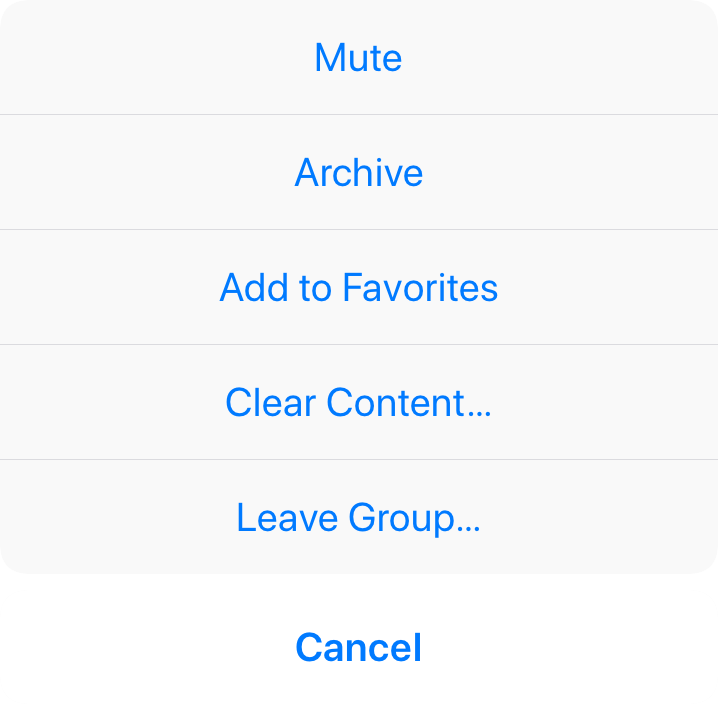 Mute
Archive
Add to Favorites
Clear Content...
Leave Group...
Cancel